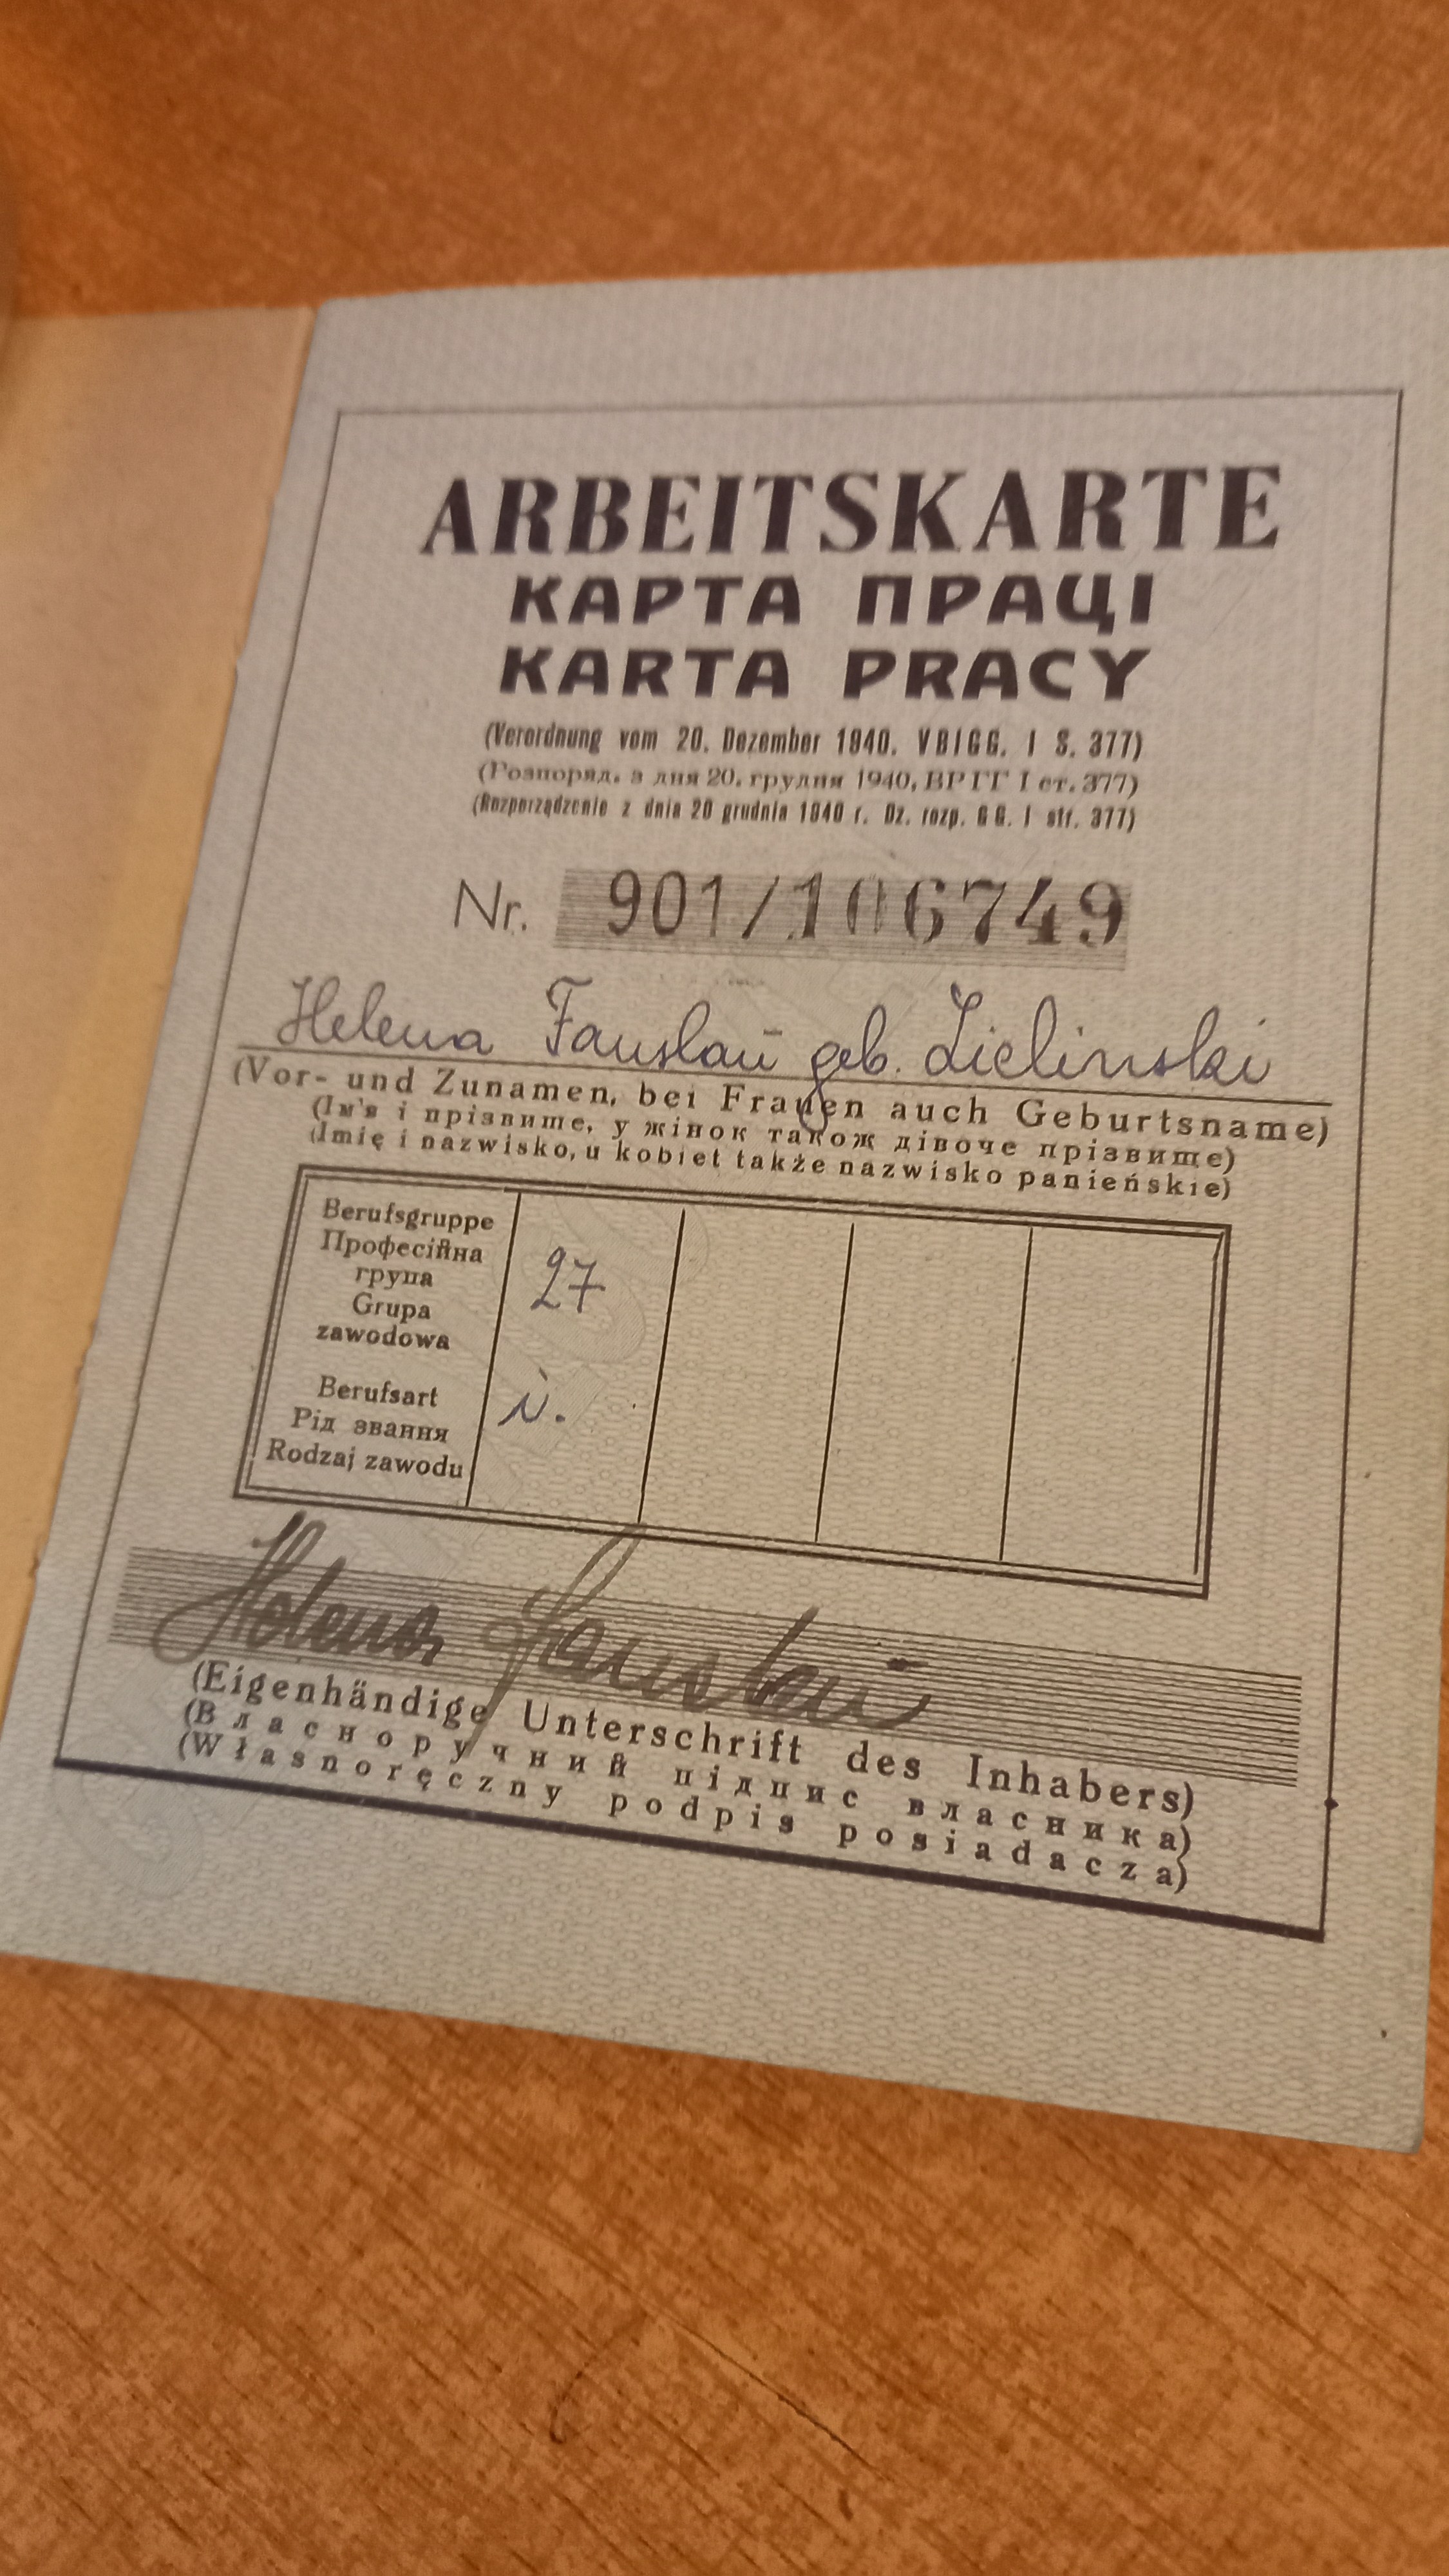 ARBEITSKARTE
КАРТА ПРАЦІ
KARTA PRACY
(Verordnung vom 20. Dezember 1940. VBIGG. I S. 377)
(Розпоряд. з дня 20. грудня 1940, ВРГГ I ст. 377)
(Rozporządzenie z dnia 20 grudnia 1940 r. Dz. rozp. GG. I str. 377)
Nr. 901/106749
Helena geb. Zielinski
(Vor- und Zunamen, bei Frauen auch Geburtsname)
(Ім'я і прізвище, у жінок також дівоче прізвище)
(Imię i nazwisko, u kobiet także nazwisko panieńskie)
Berufsgruppe
Професійна
група
Grupa
zawodowa
27
Berufsart
Рід звання
Rodzaj zawodu
Helena
(Eigenhändige Unterschrift des Inhabers)
(Власноручний підпис власника)
(Własnoręczny podpis posiadacza)